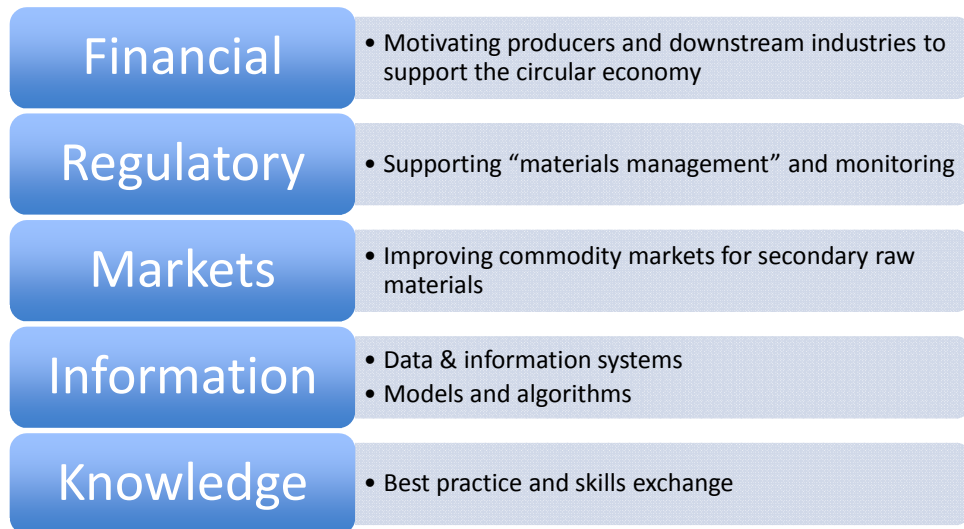 Financial
• Motivating producers and downstream industries to
support the circular economy
Regulatory
• Supporting “materials management” and monitoring
Markets
• Improving commodity markets for secondary raw
materials
Information
• Data & information systems
• Models and algorithms
Knowledge
• Best practice and skills exchange